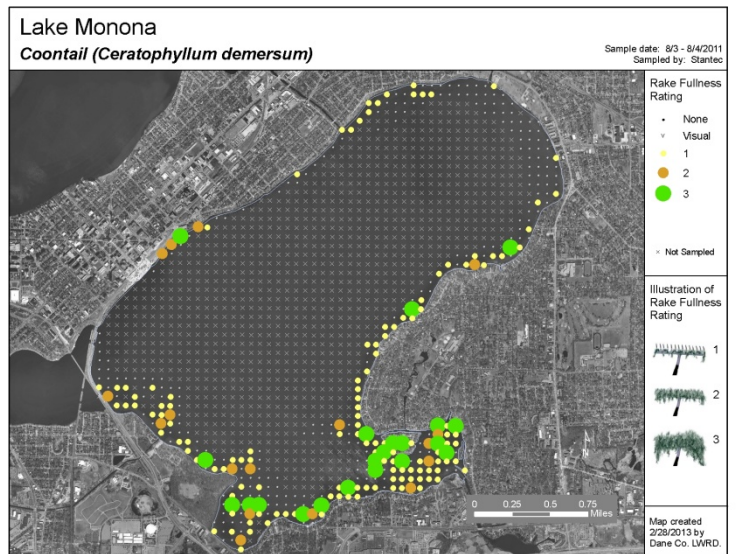 Lake Monona
Coontail (Ceratophyllum demersum)
Sample date: 8/3 - 8/4/2011
Sampled by: Stantec
Rake Fullness
Rating
None
Visual
1
2
3
Not Sampled
Illustration of
Rake Fullness
Rating
1
2
3
0 0.25 0.5 0.75
Miles
Map created
2/28/2013 by
Dane Co. LWRD.